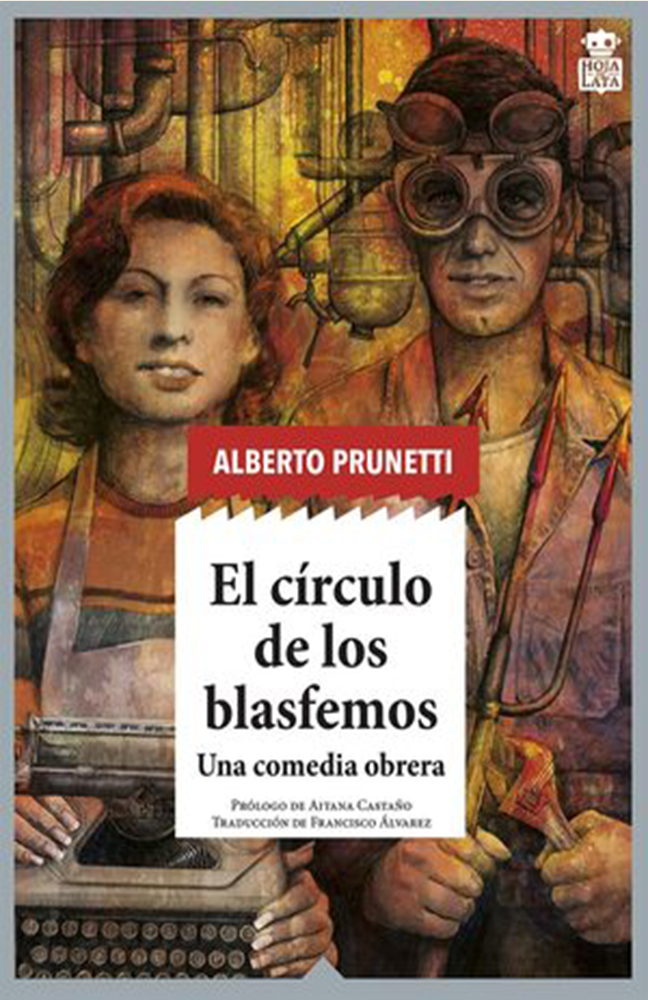 HOJA
DE
LATA
ALBERTO PRUNETTI
El círculo
de los
blasfemos
Una comedia obrera
Prólogo de Aitana Castaño
Traducción de Francisco Álvarez